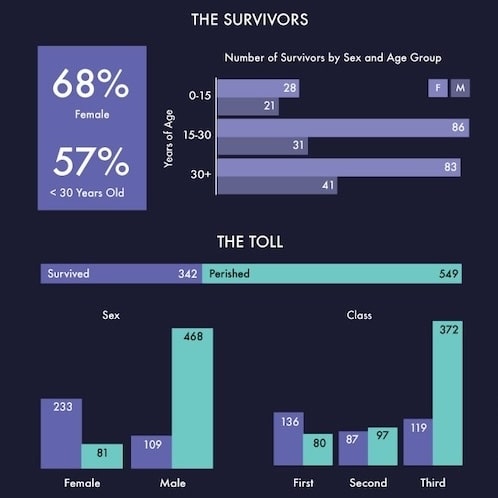 THE SURVIVORS
68%
Female
57%
< 30 Years Old
Number of Survivors by Sex and Age Group
F M
Years of Age
0-15
28
21
15-30
86
31
30+
83
41
THE TOLL
Survived 342 Perished 549
Sex
233
81
109
468
Female Male
Class
136
80
87
97
119
372
First Second Third